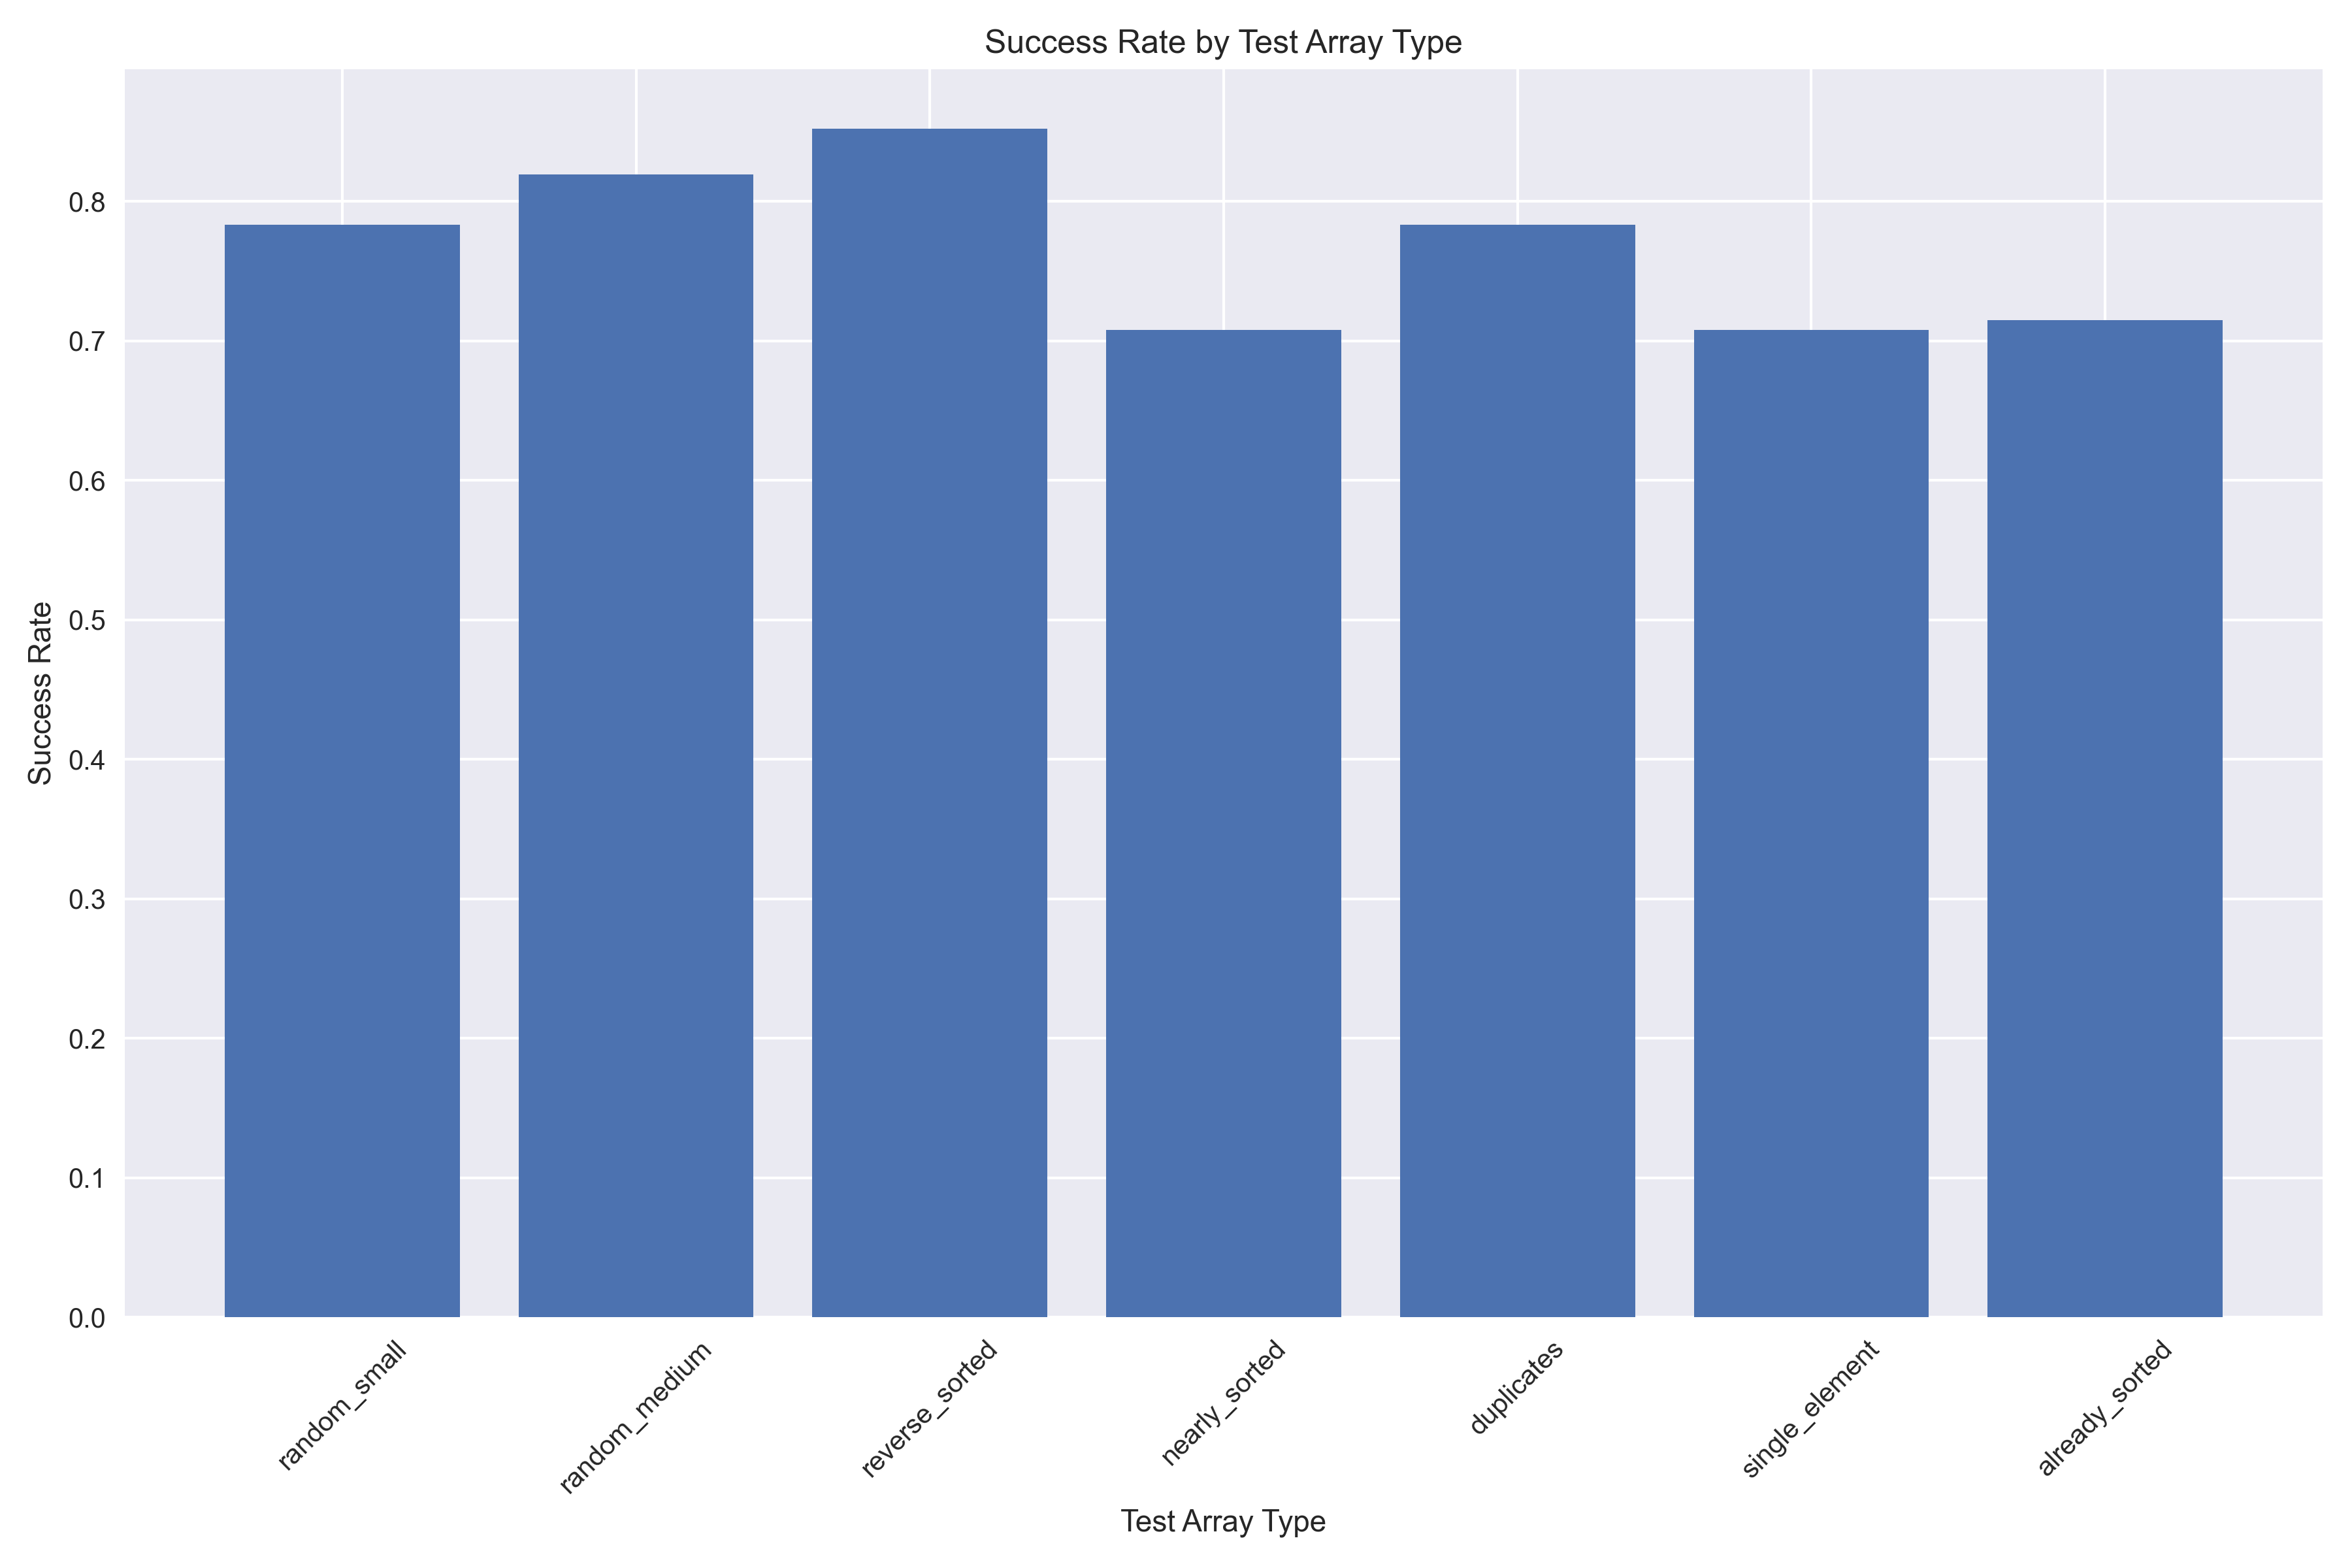 Success Rate by Test Array Type
Success Rate
0.8
0.7
0.6
0.5
0.4
0.3
0.2
0.1
0.0
random_small
random_medium
reverse_sorted
nearly_sorted
duplicates
single_element
already_sorted
Test Array Type